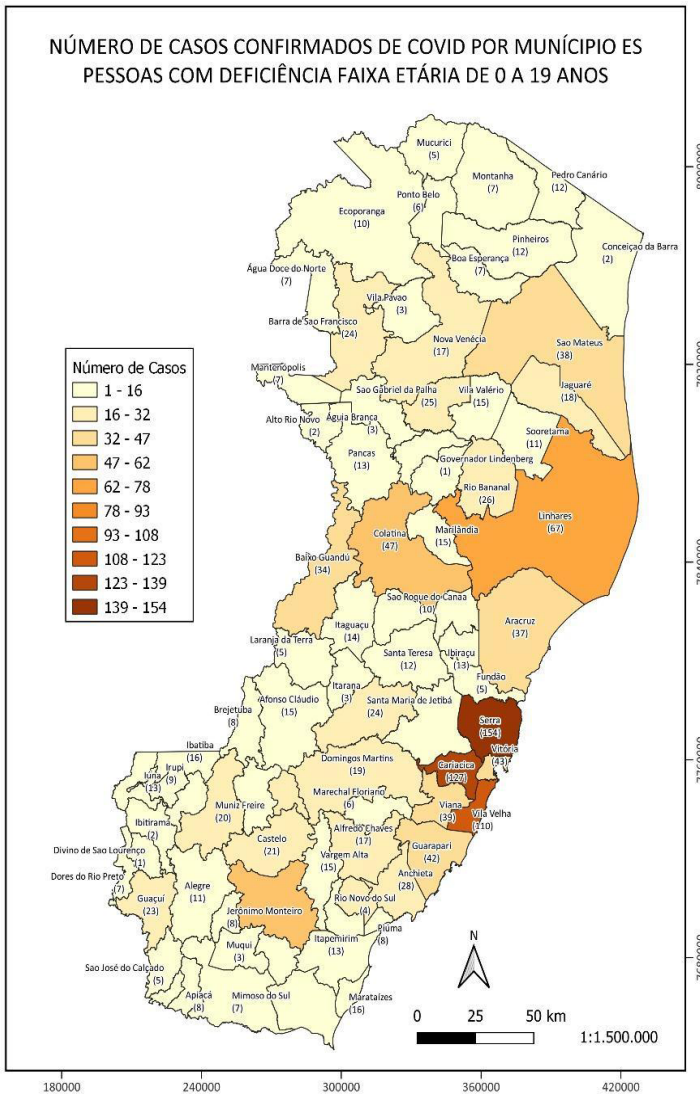 NÚMERO DE CASOS CONFIRMADOS DE COVID POR MUNÍCIPIO ES
PESSOAS COM DEFICIÊNCIA FAIXA ETÁRIA DE 0 A 19 ANOS
Mucurici
(5)
Montanha
(7)
Pedro Canário
(12)
Ponto Belo
(6)
Ecoporanga
(10)
Pinheiros
(12)
Conceiçao da Barra
(2)
Boa Esperança
(7)
Água Doce do Norte
(7)
Vila Pavao
(3)
Barra de Sao Francisco
(24)
Nova Venécia
(17)
Sao Mateus
(38)
Número de Casos
1 - 16
16 - 32
32 - 47
47 - 62
62 - 78
78 - 93
93 - 108
108 - 123
123 - 139
139 - 154
Mantenópolis
(7)
Jaguaré
(18)
Sao Gabriel da Palha
(25)
Vila Valério
(15)
Alto Rio Novo
(2)
Águia Branca
(3)
Sooretama
(11)
Pancas
(13)
Governador Lindenberg
(1)
Rio Bananal
(26)
Linhares
(67)
Colatina
(47)
Marilândia
(15)
Baixo Guandú
(34)
Sao Roque do Canaa
(10)
Aracruz
(37)
Itaguaçu
(14)
Laranja da Terra
(5)
Santa Teresa
(12)
Ubiraçu
(13)
Fundão
(5)
Itarana
(3)
Afonso Cláudio
(15)
Santa Maria de Jetibá
(24)
Brejetuba
(8)
Serra
(154)
Vitória
(43)
Ibatiba
(16)
Domingos Martins
(19)
Cariacica
(127)
Irupi
(9)
Iúna
(13)
Marechal Floriano
(6)
Muniz Freire
(20)
Viana
(39)
Vila Velha
(110)
Ibitirama
(2)
Alfredo Chaves
(17)
Castelo
(21)
Guarapari
(42)
Divino de Sao Lourenço
(1)
Vargem Alta
(15)
Anchieta
(28)
Dores do Rio Preto
(7)
Alegre
(11)
Guaçuí
(23)
Rio Novo do Sul
(4)
Jerônimo Monteiro
(8)
Piúma
(8)
Itapemirim
(13)
Muqui
(3)
Sao José do Calçado
(5)
Apiacá
(8)
Mimoso do Sul
(7)
Marataízes
(16)
N
0 25 50 km
1:1.500.000
180000 240000 300000 360000 420000